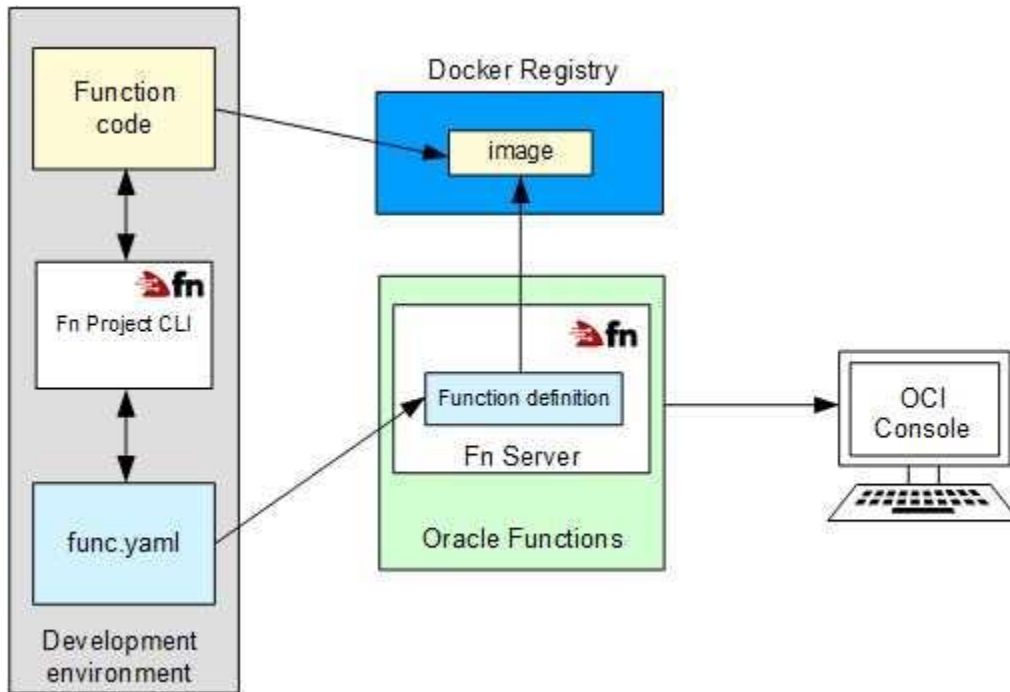 Function
code
fn
Fn Project CLI
func.yaml
Development
environment
Docker Registry
image
fn
Function definition
Fn Server
Oracle Functions
OCI
Console